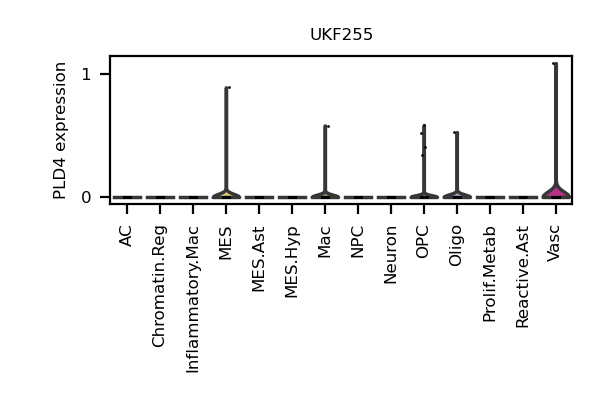 UKF255
PLD4 expression
1
0
AC
Chromatin.Reg
Inflammatory.Mac
MES
MES.Ast
MES.Hyp
Mac
NPC
Neuron
OPC
Oligo
Prolif.Metab
Reactive.Ast
Vasc